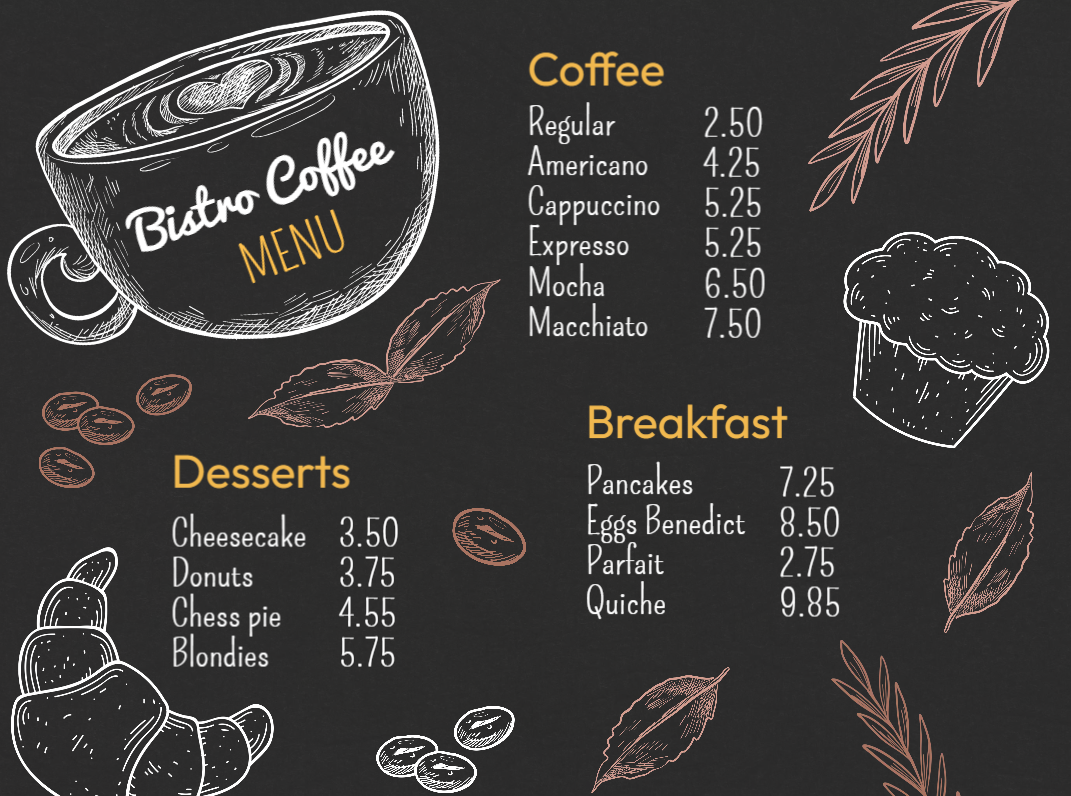 Bistro Coffee
MENU
Coffee
Regular 2.50
Americano 4.25
Cappuccino 5.25
Expresso 5.25
Mocha 6.50
Macchiato 7.50
Breakfast
Pancakes 7.25
Eggs Benedict 8.50
Parfait 2.75
Quiche 9.85
Desserts
Cheesecake 3.50
Donuts 3.75
Chess pie 4.55
Blondies 5.75